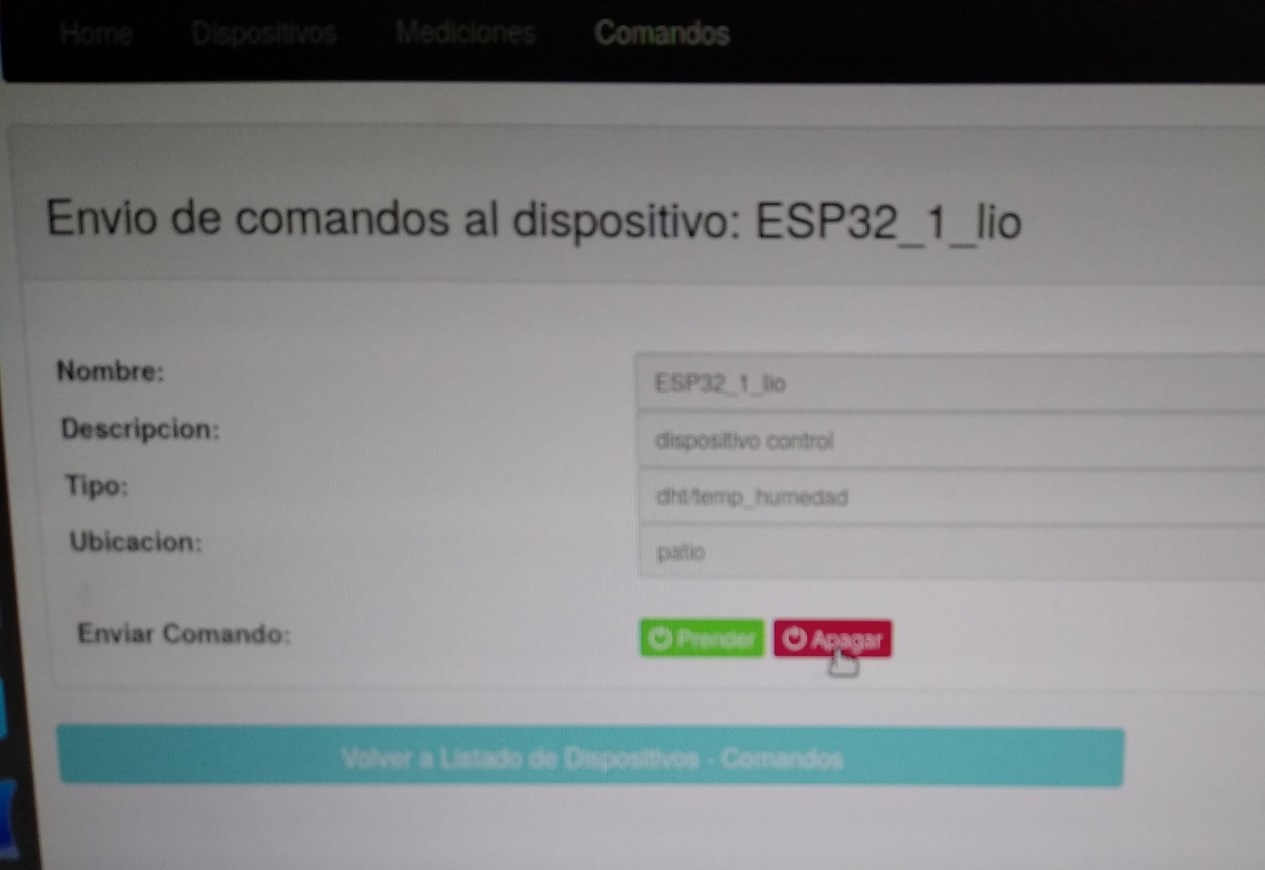 Home Dispositivos Mediciones Comandos
Envio de comandos al dispositivo: ESP32_1_lio
Nombre: ESP32_1_lio
Descripcion: dispositivo control
Tipo: dht/temp_humedad
Ubicacion: patio
Enviar Comando: Prender Apagar
Volver a Listado de Dispositivos - Comandos